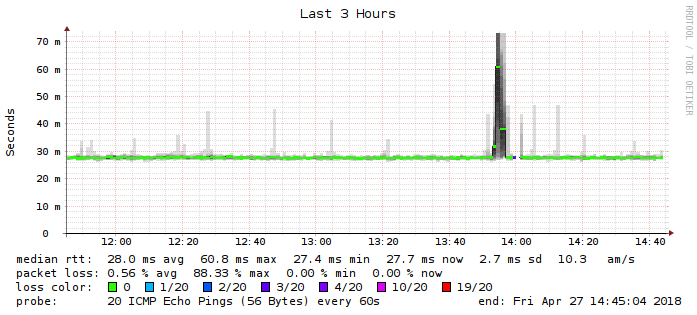 Last 3 Hours
RRDTOOL / TOBI OETIKER
Seconds
70 m
60 m
50 m
40 m
30 m
20 m
10 m
0
12:00 12:20 12:40 13:00 13:20 13:40 14:00 14:20 14:40
median rtt: 28.0 ms avg 60.8 ms max 27.4 ms min 27.7 ms now 2.7 ms sd 10.3 am/s
packet loss: 0.56 % avg 88.33 % max 0.00 % min 0.00 % now
loss color: 0 1/20 2/20 3/20 4/20 10/20 19/20
probe: 20 ICMP Echo Pings (56 Bytes) every 60s end: Fri Apr 27 14:45:04 2018